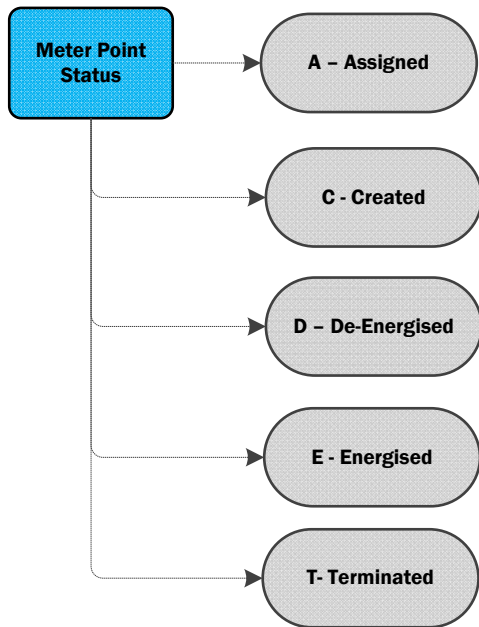 Meter Point
Status
A – Assigned
C - Created
D – De-Energised
E - Energised
T- Terminated